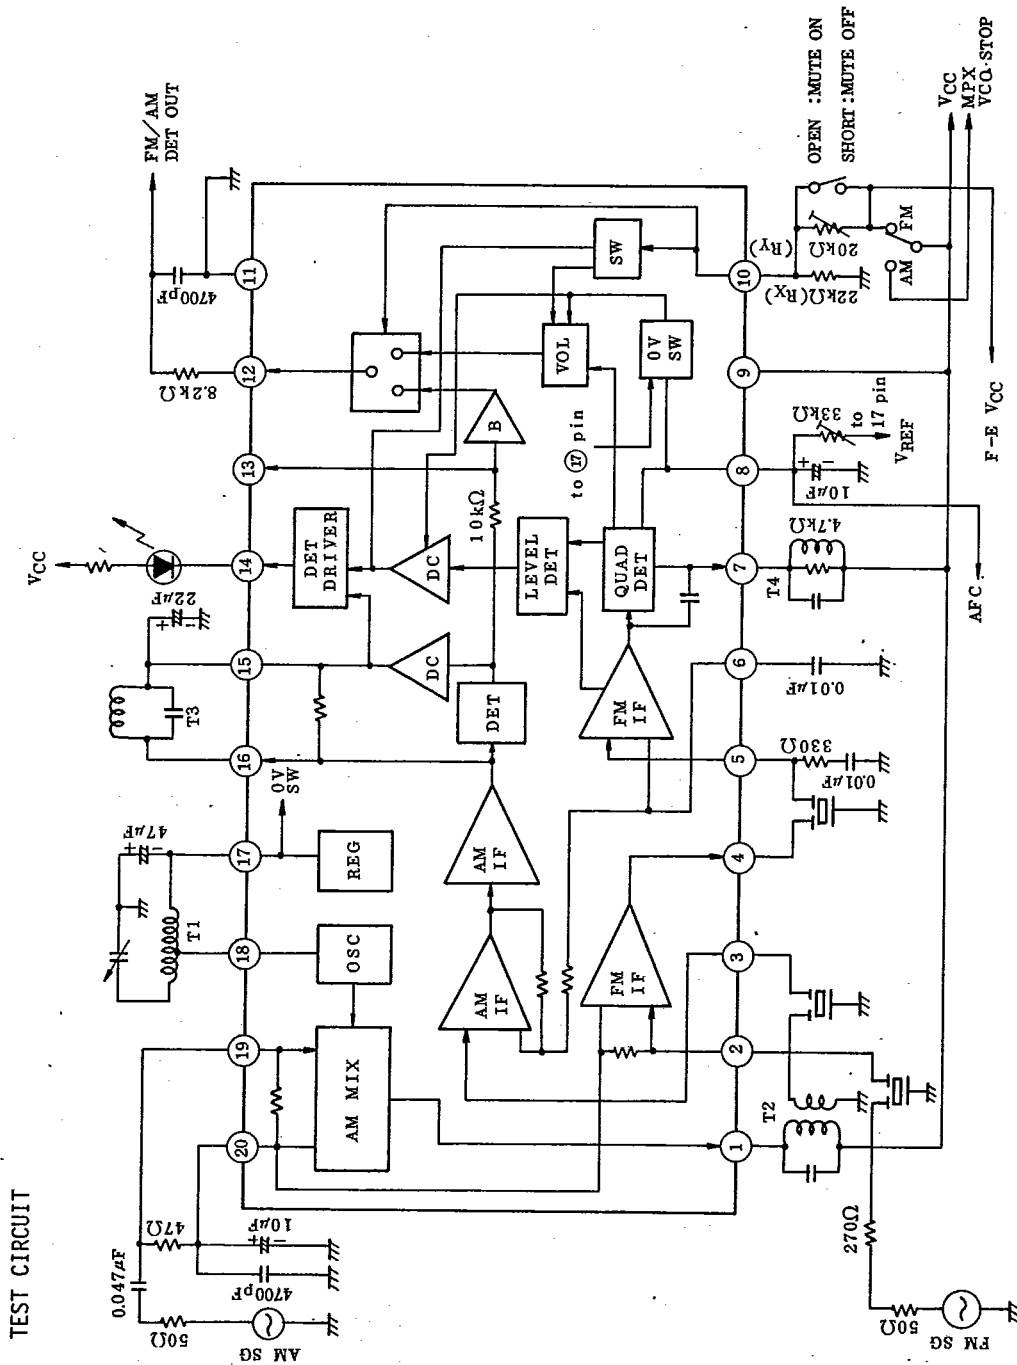 TEST CIRCUIT
AM SG
50Ω
0.047μF
47Ω
4700pF
10μF
20
19
18
17
16
15
14
13
12
11
T1
47μF
T3
22μF
VCC
8.2kΩ
4700pF
FM/AM
DET OUT
AM MIX
OSC
REG
0V
SW
AM
IF
AM
IF
DET
DC
DC
DET
DRIVER
10kΩ
B
VOL
SW
0V
SW
to 17 pin
LEVEL
DET
QUAD
DET
FM
IF
FM
IF
1
2
3
4
5
6
7
8
9
10
FM SG
50Ω
270Ω
T2
330Ω
0.01μF
0.01μF
T4
4.7kΩ
AFC
10μF
33kΩ
to
17 pin
VREF
22kΩ(RX)
20kΩ
(Ry)
AM
FM
OPEN :MUTE ON
SHORT:MUTE OFF
F-E VCC
VCC
MPX
VCO·STOP